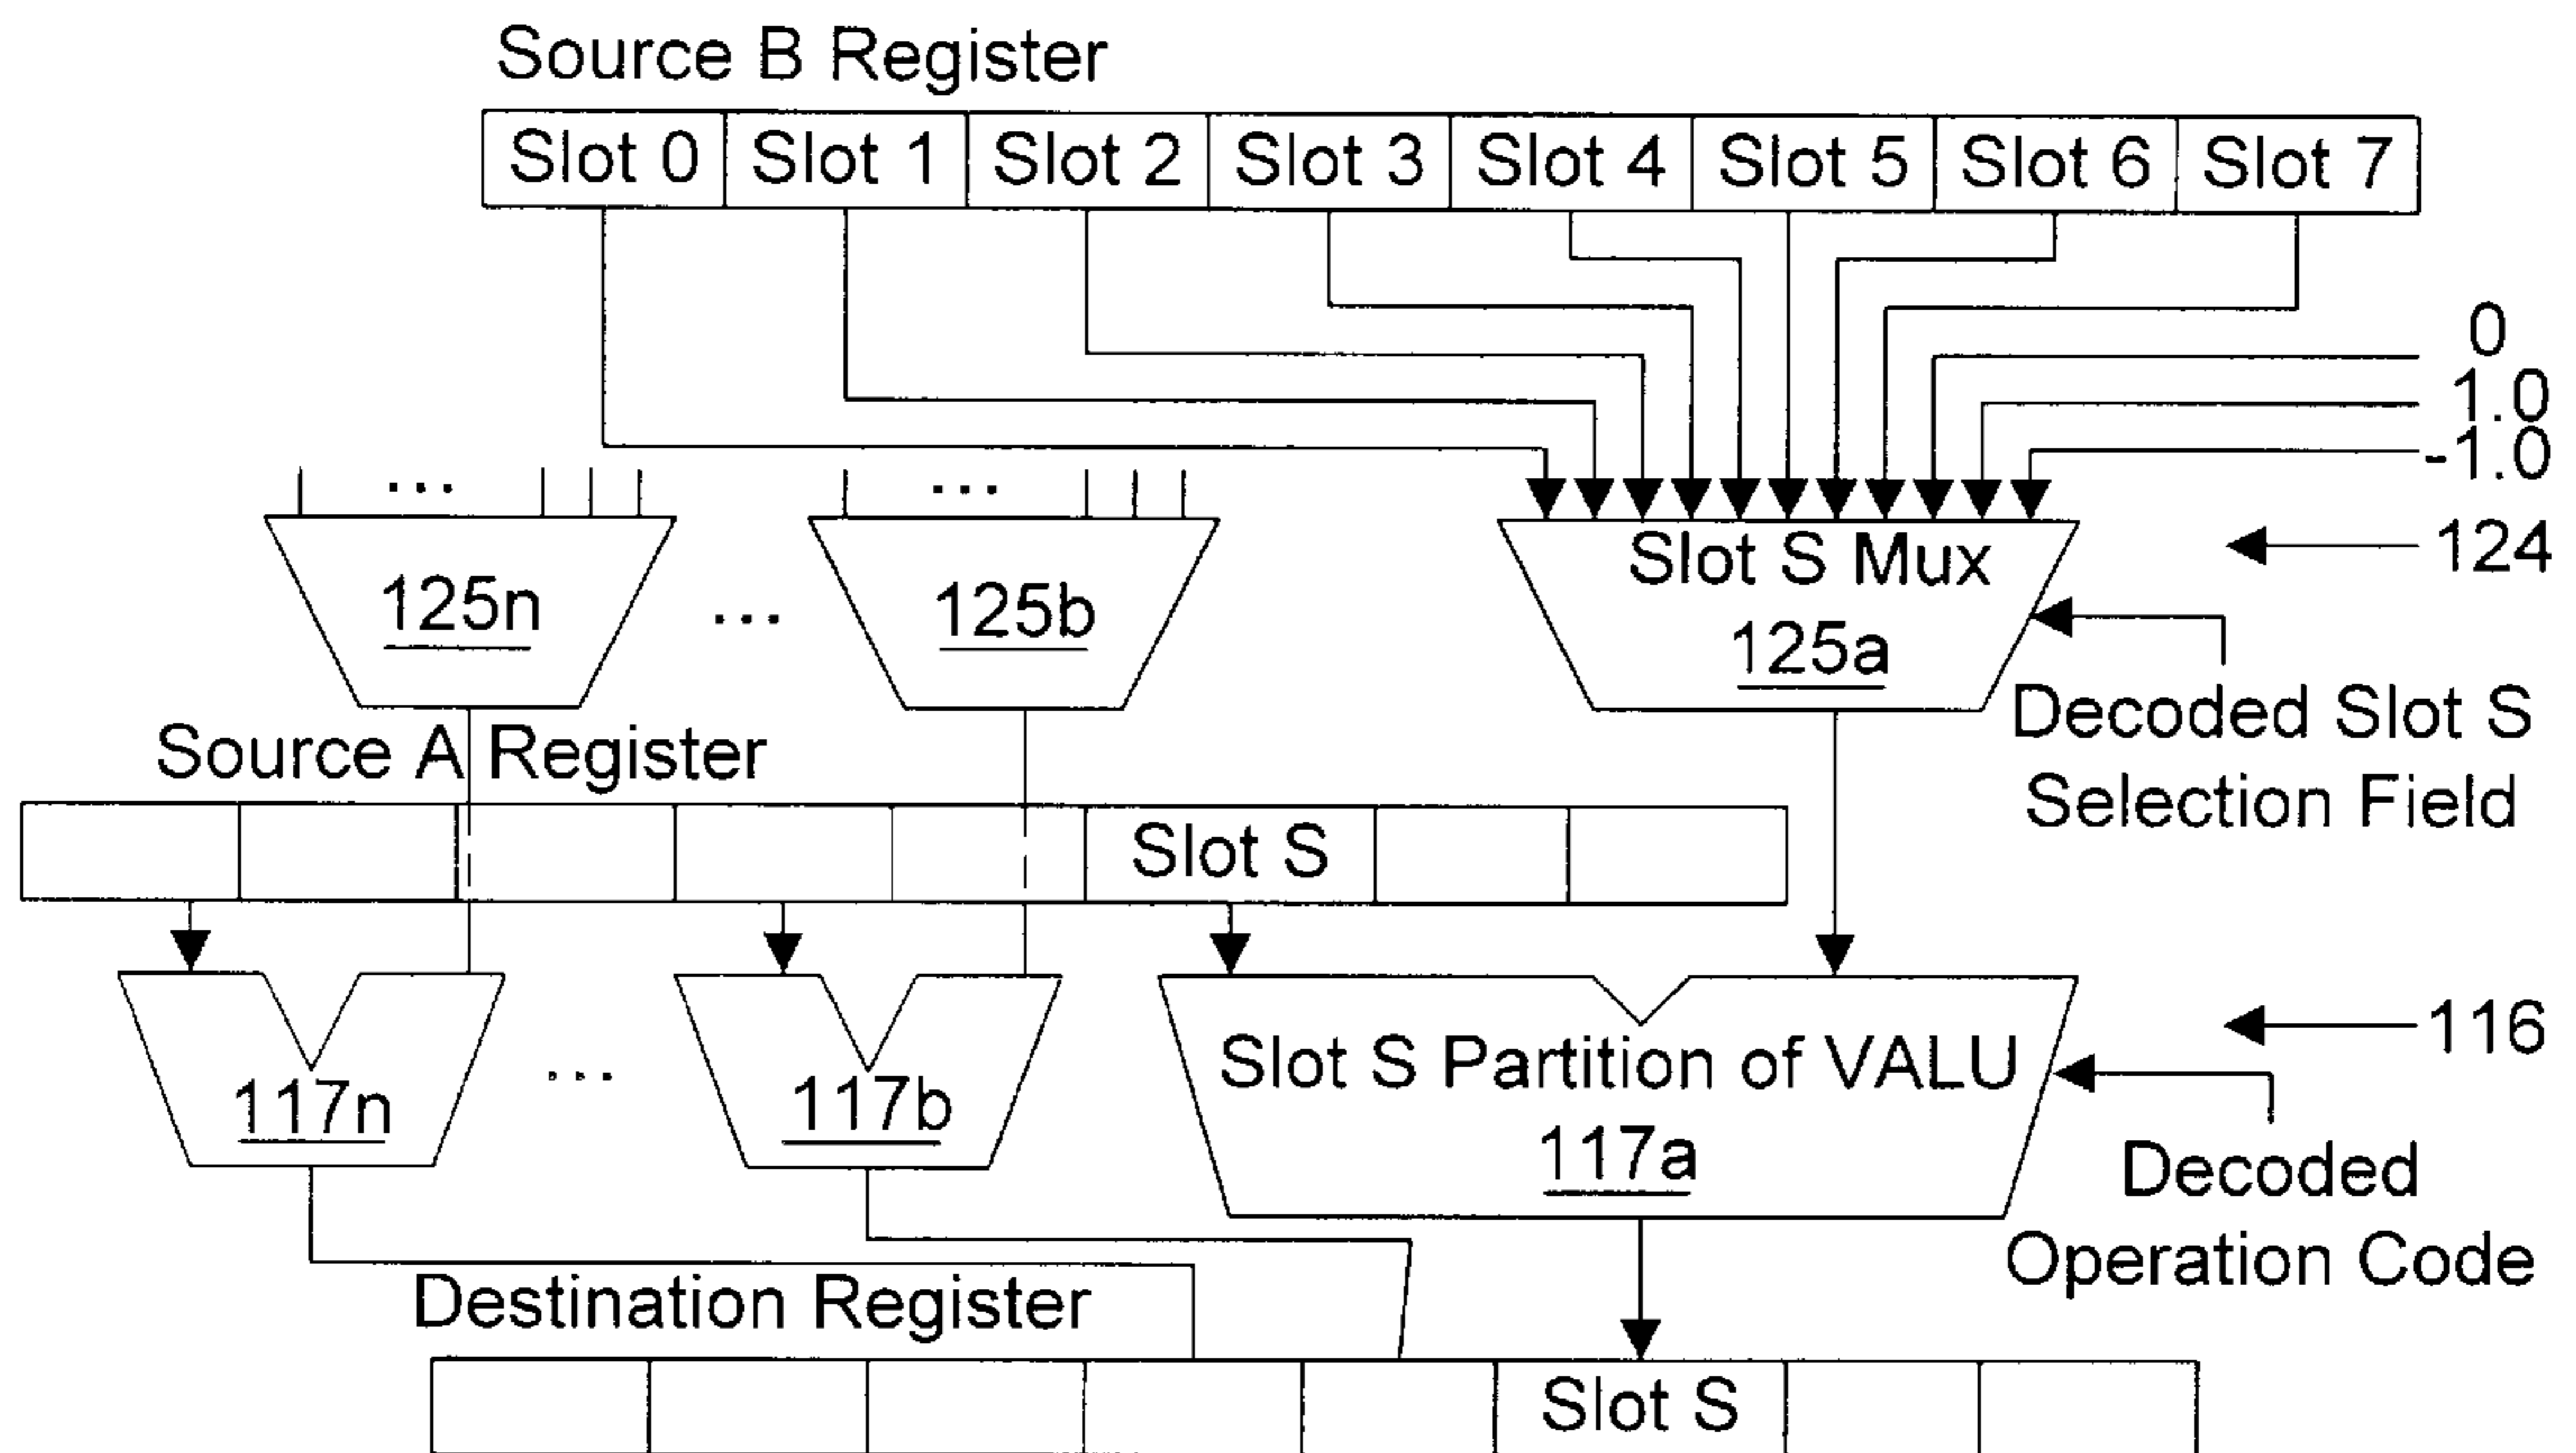 Source B Register
Slot 0 Slot 1 Slot 2 Slot 3 Slot 4 Slot 5 Slot 6 Slot 7
0
1.0
-1.0
... ...
Slot S Mux
124
125n ... 125b 125a
Decoded Slot S
Selection Field
Source A Register
Slot S
116
Slot S Partition of VALU
117n ... 117b 117a
Decoded
Operation Code
Destination Register
Slot S